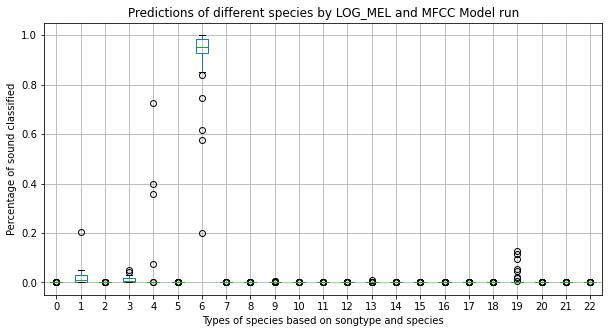 Predictions of different species by LOG_MEL and MFCC Model run
Percentage of sound classified
1.0
0.8
0.6
0.4
0.2
0.0
0 1 2 3 4 5 6 7 8 9 10 11 12 13 14 15 16 17 18 19 20 21 22
Types of species based on songtype and species